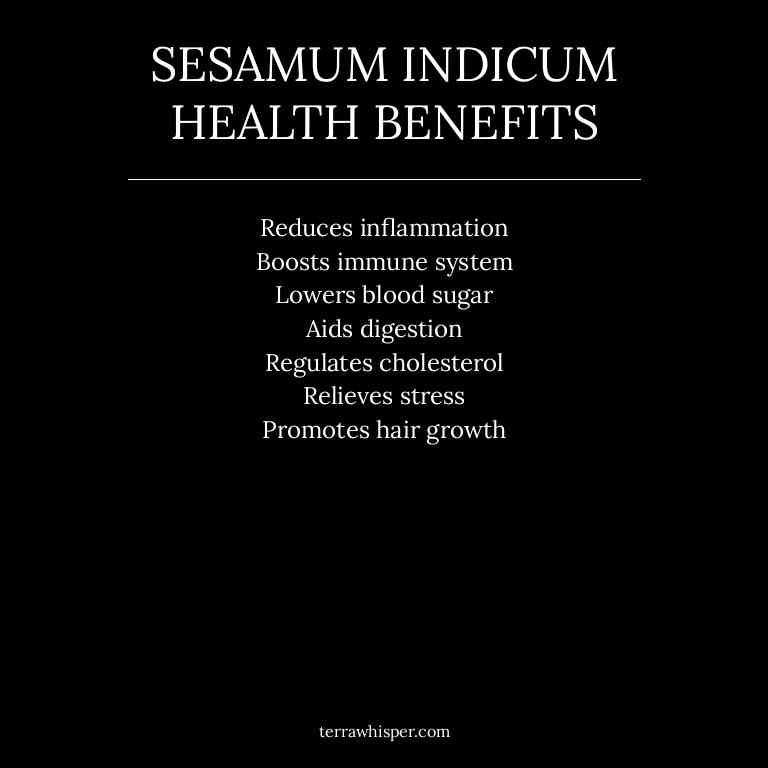 SESAMUM INDICUM
HEALTH BENEFITS
Reduces inflammation
Boosts immune system
Lowers blood sugar
Aids digestion
Regulates cholesterol
Relieves stress
Promotes hair growth
terrawhisper.com